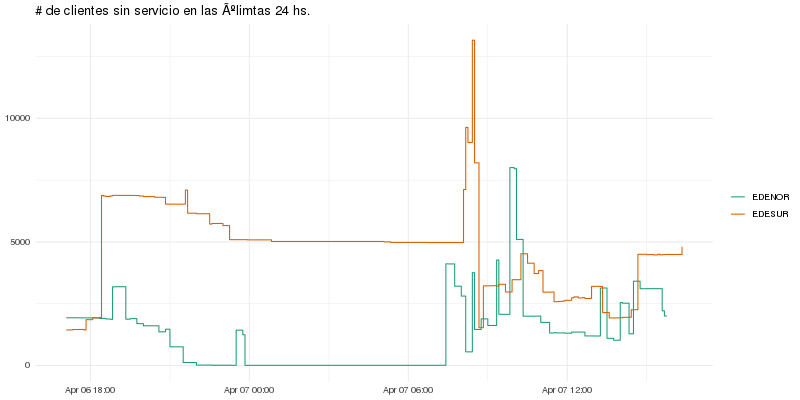 # de clientes sin servicio en las Ãºlimtas 24 hs.
10000
5000
0
Apr 06 18:00
Apr 07 00:00
Apr 07 06:00
Apr 07 12:00
EDENOR
EDESUR